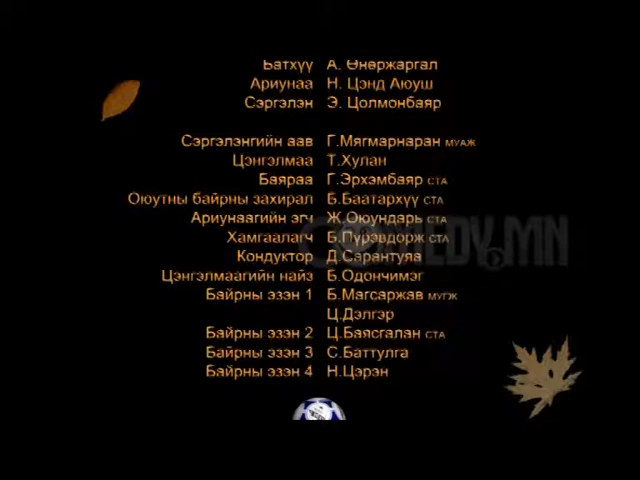 Батхүү А. Өнөржаргал
Ариунаа Н. Цэнд Аюуш
Сэргэлэн Э. Цолмонбаяр
Сэргэлэнгийн аав Г.Мягмарнаран МУАЖ
Цэнгэлмаа Т.Хулан
Баяраа Г.Эрхэмбаяр СТА
Оюутны байрны захирал Б.Баатархүү СТА
Ариунаагийн эгч Ж.Оюундарь СТА
Хамгаалагч Б.Пүрэвдорж СТА
Кондуктор Д.Сарантуяа
Цэнгэлмаагийн найз Б.Одончимэг
Байрны эзэн 1 Б.Магсаржав МУГЖ
Ц.Дэлгэр
Байрны эзэн 2 Ц.Баясгалан СТА
Байрны эзэн 3 С.Баттулга
Байрны эзэн 4 Н.Цэрэн
COMEDY.MN